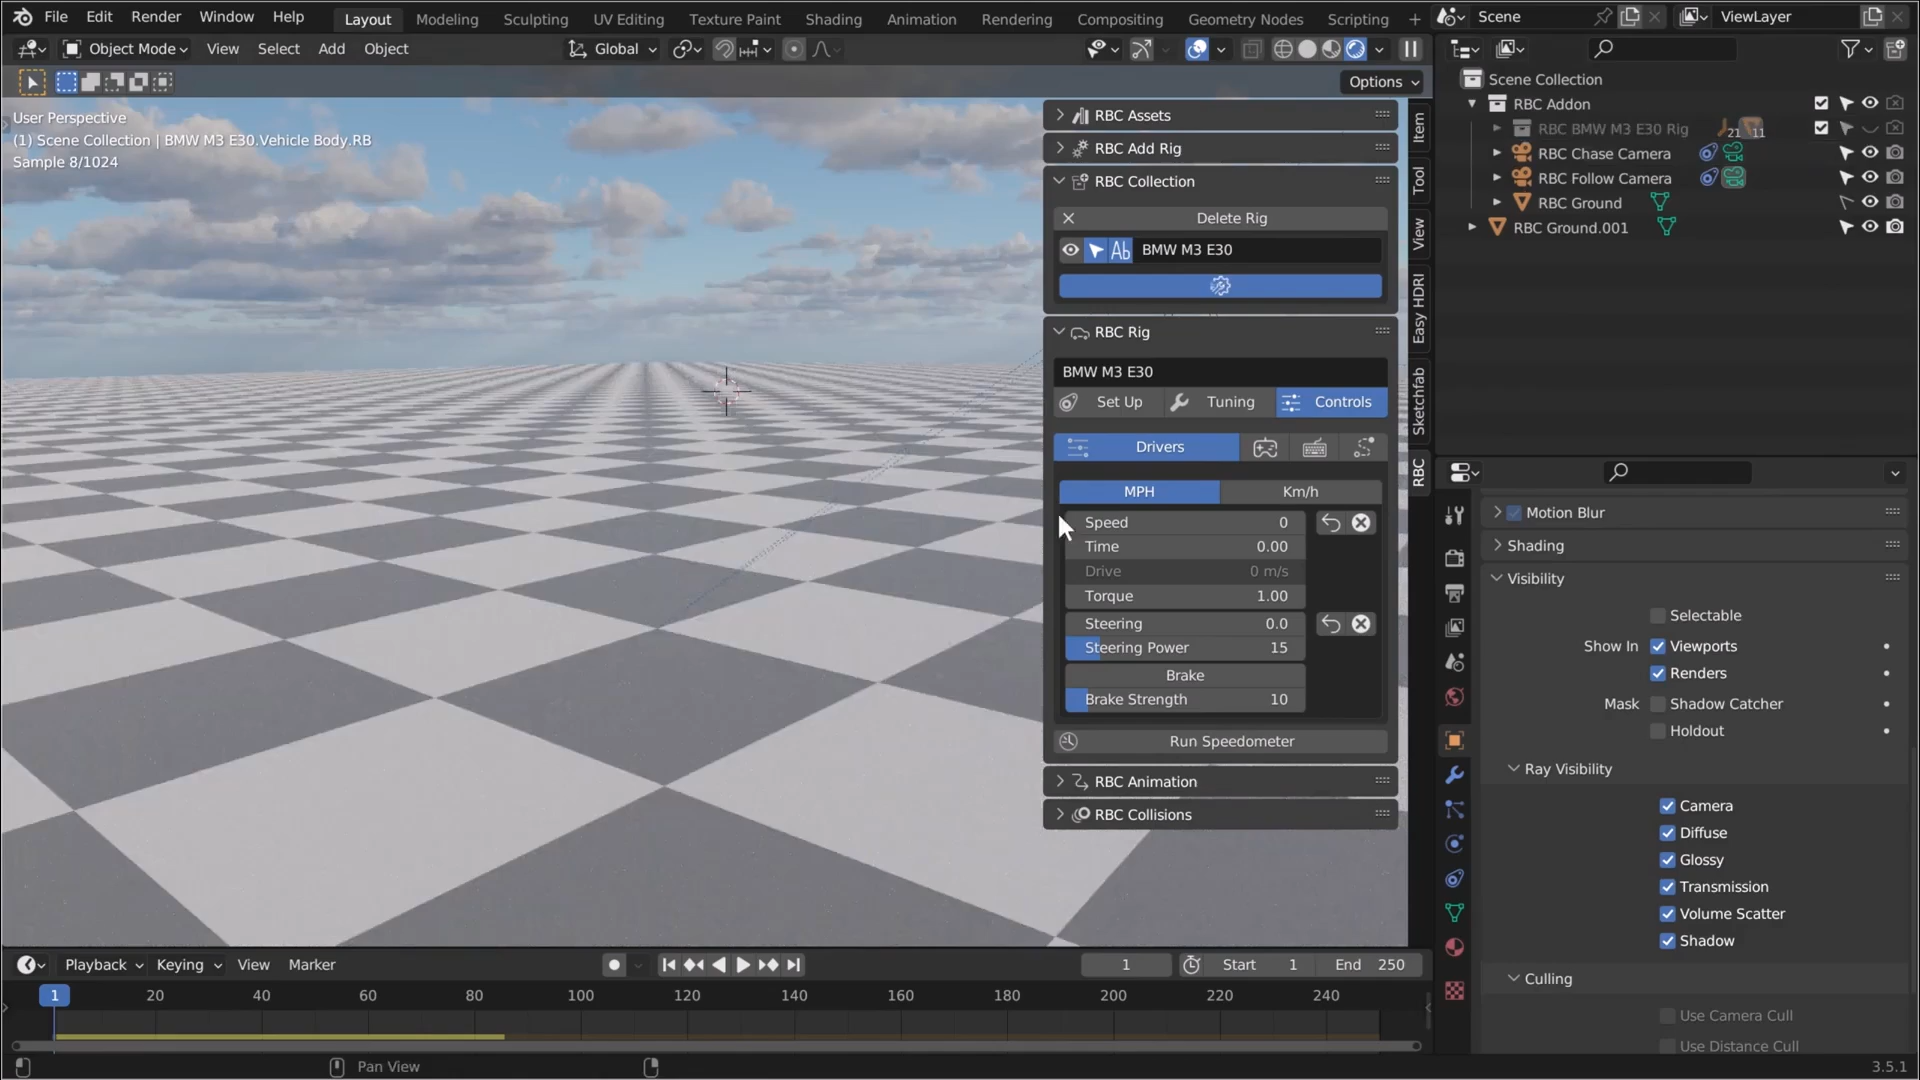 File Edit Render Window Help
Layout Modeling Sculpting UV Editing Texture Paint Shading Animation Rendering Compositing Geometry Nodes Scripting +
Scene
ViewLayer
Object Mode View Select Add Object
Global
Options
User Perspective
(1) Scene Collection | BMW M3 E30.Vehicle Body.RB
Sample 8/1024
RBC Assets
RBC Add Rig
RBC Collection
Delete Rig
Ab BMW M3 E30
RBC Rig
BMW M3 E30
Set Up Tuning Controls
Drivers
MPH Km/h
Speed 0
Time 0.00
Drive 0 m/s
Torque 1.00
Steering 0.0
Steering Power 15
Brake
Brake Strength 10
Run Speedometer
RBC Animation
RBC Collisions
Item
Tool
View
Easy HDRI
Sketchfab
RBC
Scene Collection
RBC Addon
RBC BMW M3 E30 Rig 21 11
RBC Chase Camera
RBC Follow Camera
RBC Ground
RBC Ground.001
Motion Blur
Shading
Visibility
Selectable
Show In Viewports
Renders
Mask Shadow Catcher
Holdout
Ray Visibility
Camera
Diffuse
Glossy
Transmission
Volume Scatter
Shadow
Culling
Use Camera Cull
Use Distance Cull
Playback Keying View Marker
1 Start 1 End 250
1 20 40 60 80 100 120 140 160 180 200 220 240
Pan View
3.5.1